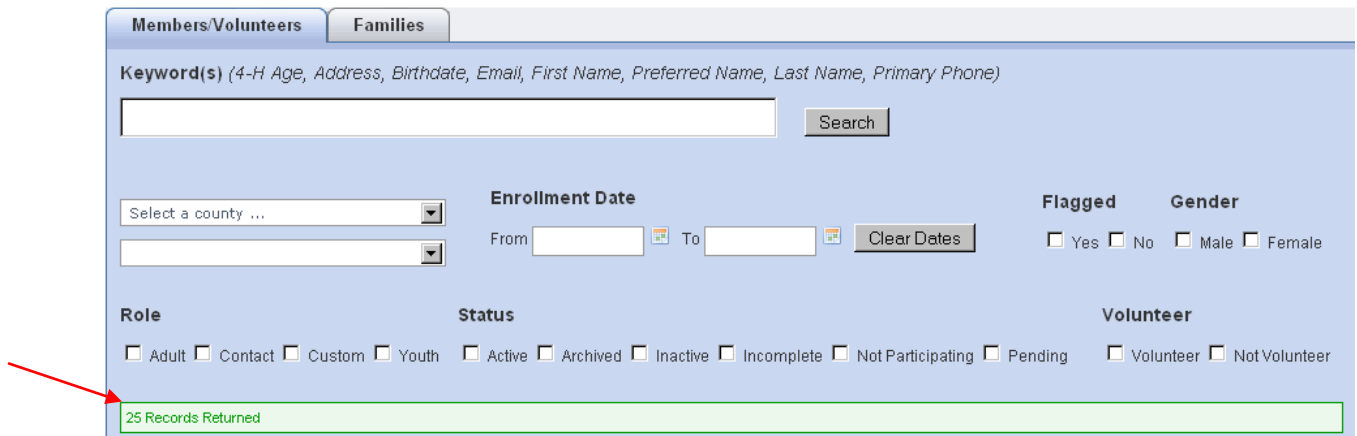 Members/Volunteers Families
Keyword(s) (4-H Age, Address, Birthdate, Email, First Name, Preferred Name, Last Name, Primary Phone)
Search
Select a county ...
Enrollment Date
From To Clear Dates
Flagged Gender
Yes No Male Female
Role Status Volunteer
Adult Contact Custom Youth Active Archived Inactive Incomplete Not Participating Pending Volunteer Not Volunteer
25 Records Returned